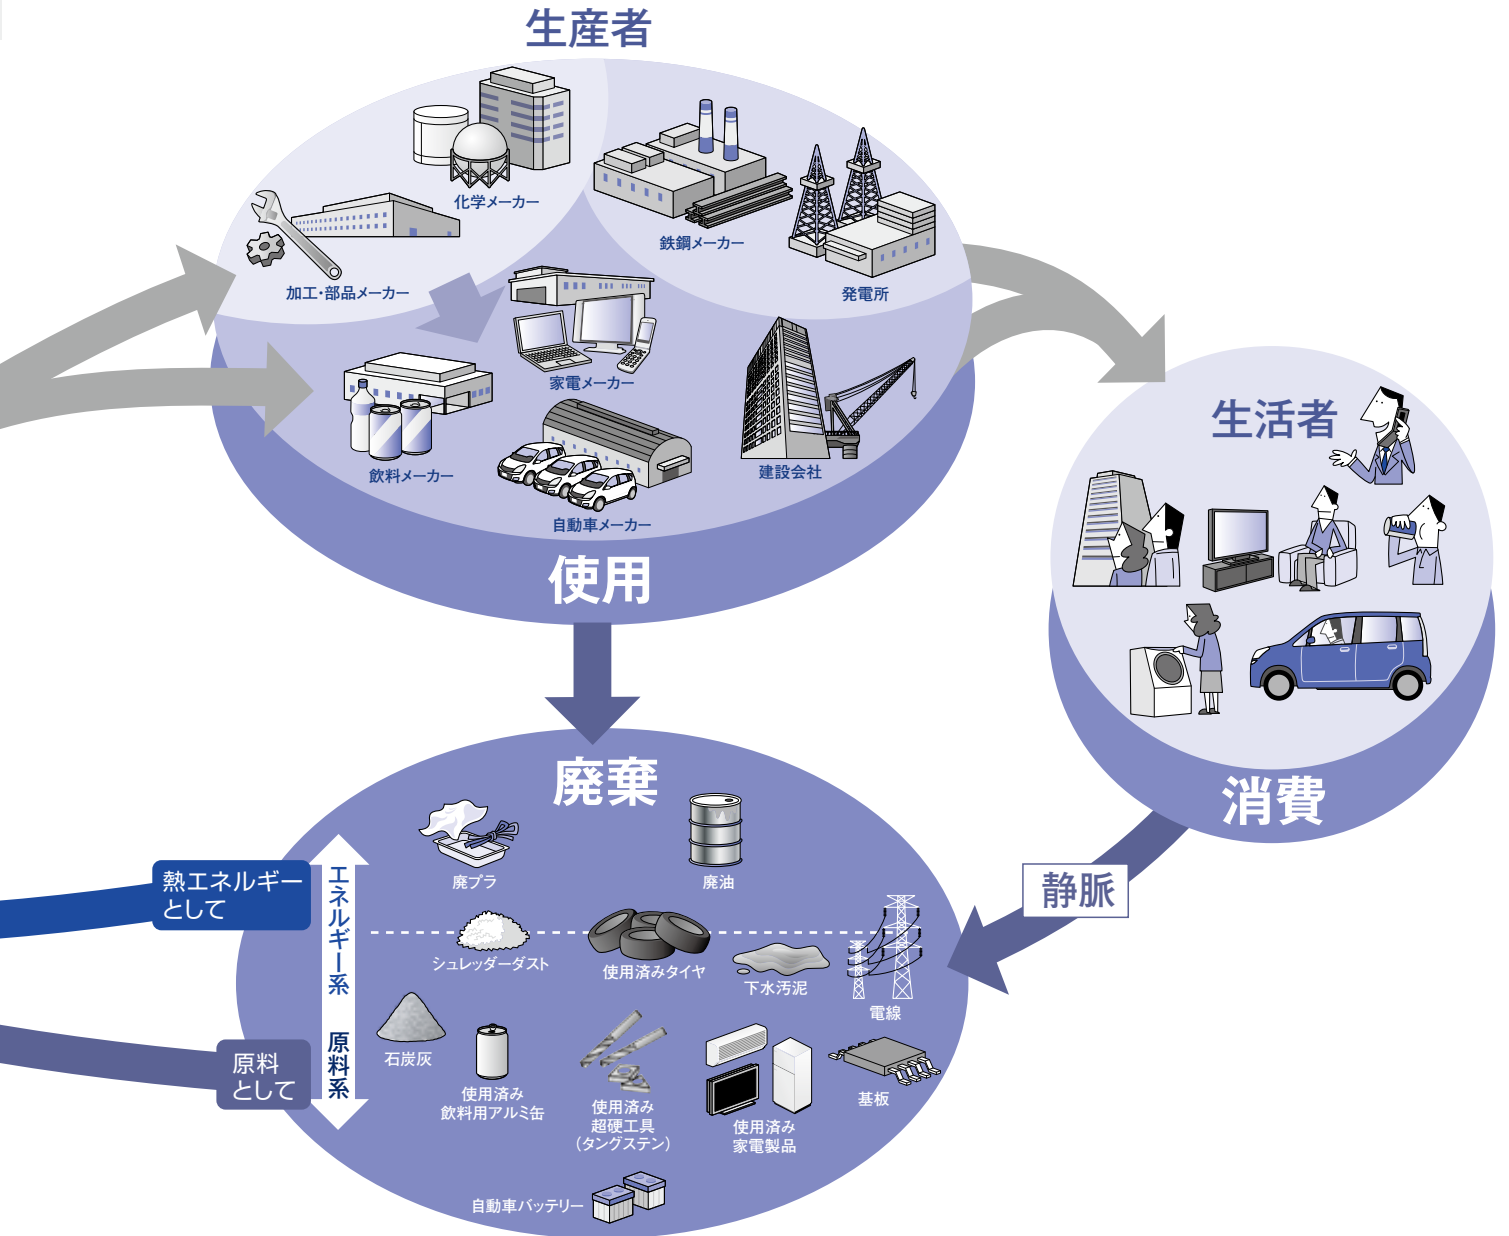 生産者
化学メーカー
鉄鋼メーカー
発電所
加工・部品メーカー
家電メーカー
飲料メーカー
自動車メーカー
建設会社
使用
生活者
消費
静脈
廃棄
廃プラ
廃油
熱エネルギー
として
エネルギー系
原料系
シュレッダーダスト
使用済みタイヤ
下水汚泥
電線
原料
として
石炭灰
使用済み
飲料用アルミ缶
使用済み
超硬工具
（タングステン）
使用済み
家電製品
基板
自動車バッテリー